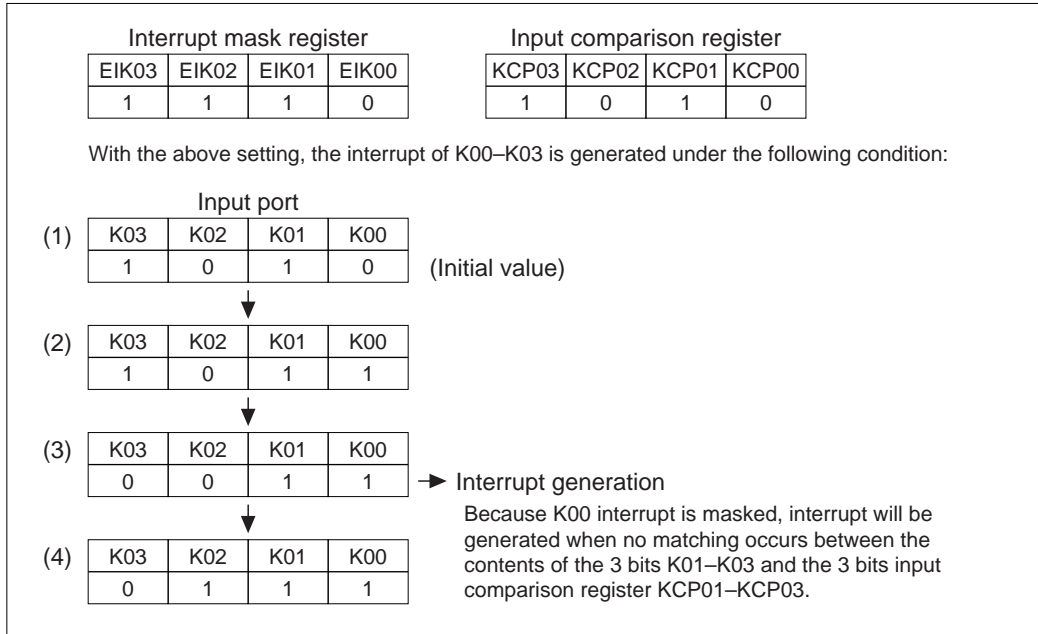 Interrupt mask register
EIK03 EIK02 EIK01 EIK00
1 1 1 0
Input comparison register
KCP03 KCP02 KCP01 KCP00
1 0 1 0
With the above setting, the interrupt of K00–K03 is generated under the following condition:
Input port
(1) K03 K02 K01 K00
1 0 1 0 (Initial value)
(2) K03 K02 K01 K00
1 0 1 1
(3) K03 K02 K01 K00
0 0 1 1 Interrupt generation
Because K00 interrupt is masked, interrupt will be
generated when no matching occurs between the
contents of the 3 bits K01–K03 and the 3 bits input
comparison register KCP01–KCP03.
(4) K03 K02 K01 K00
0 1 1 1